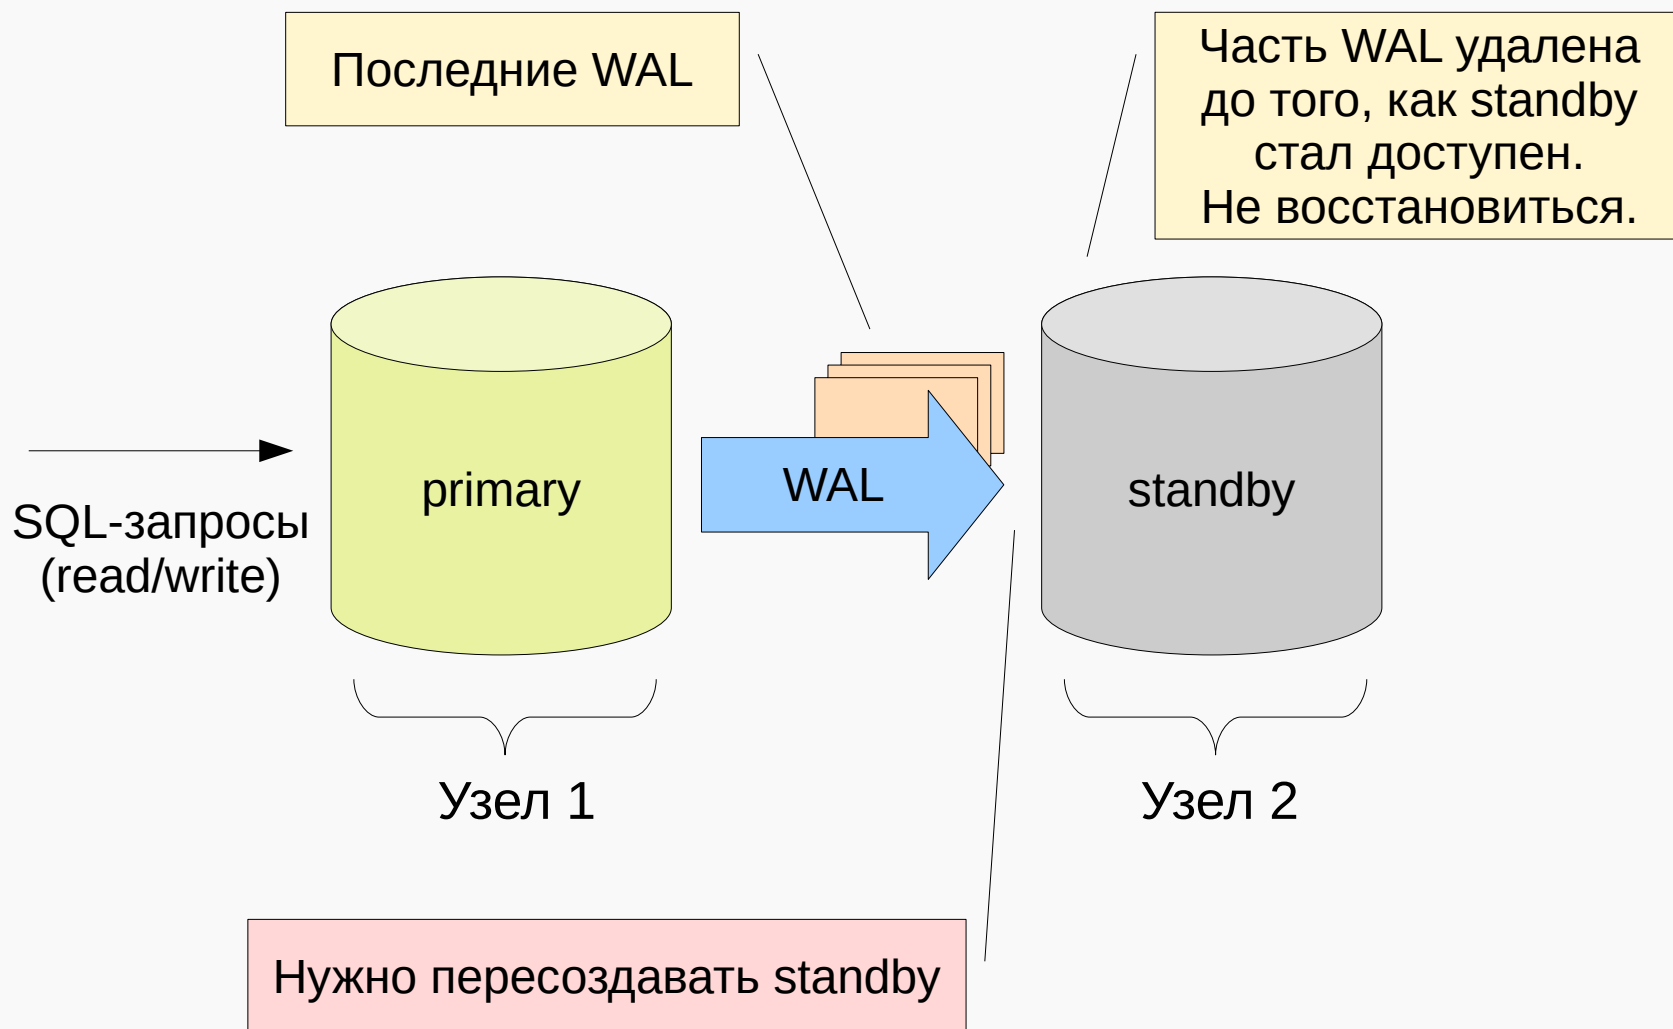 Последние WAL
Часть WAL удалена
до того, как standby
стал доступен.
Не восстановиться.
SQL-запросы
(read/write)
primary
WAL
standby
Узел 1
Узел 2
Нужно пересоздавать standby